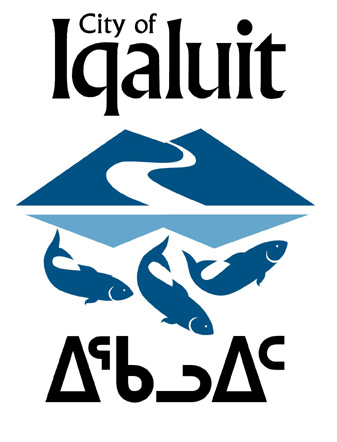 City of
Iqaluit
ᐃᖃᓗᐃᑦ